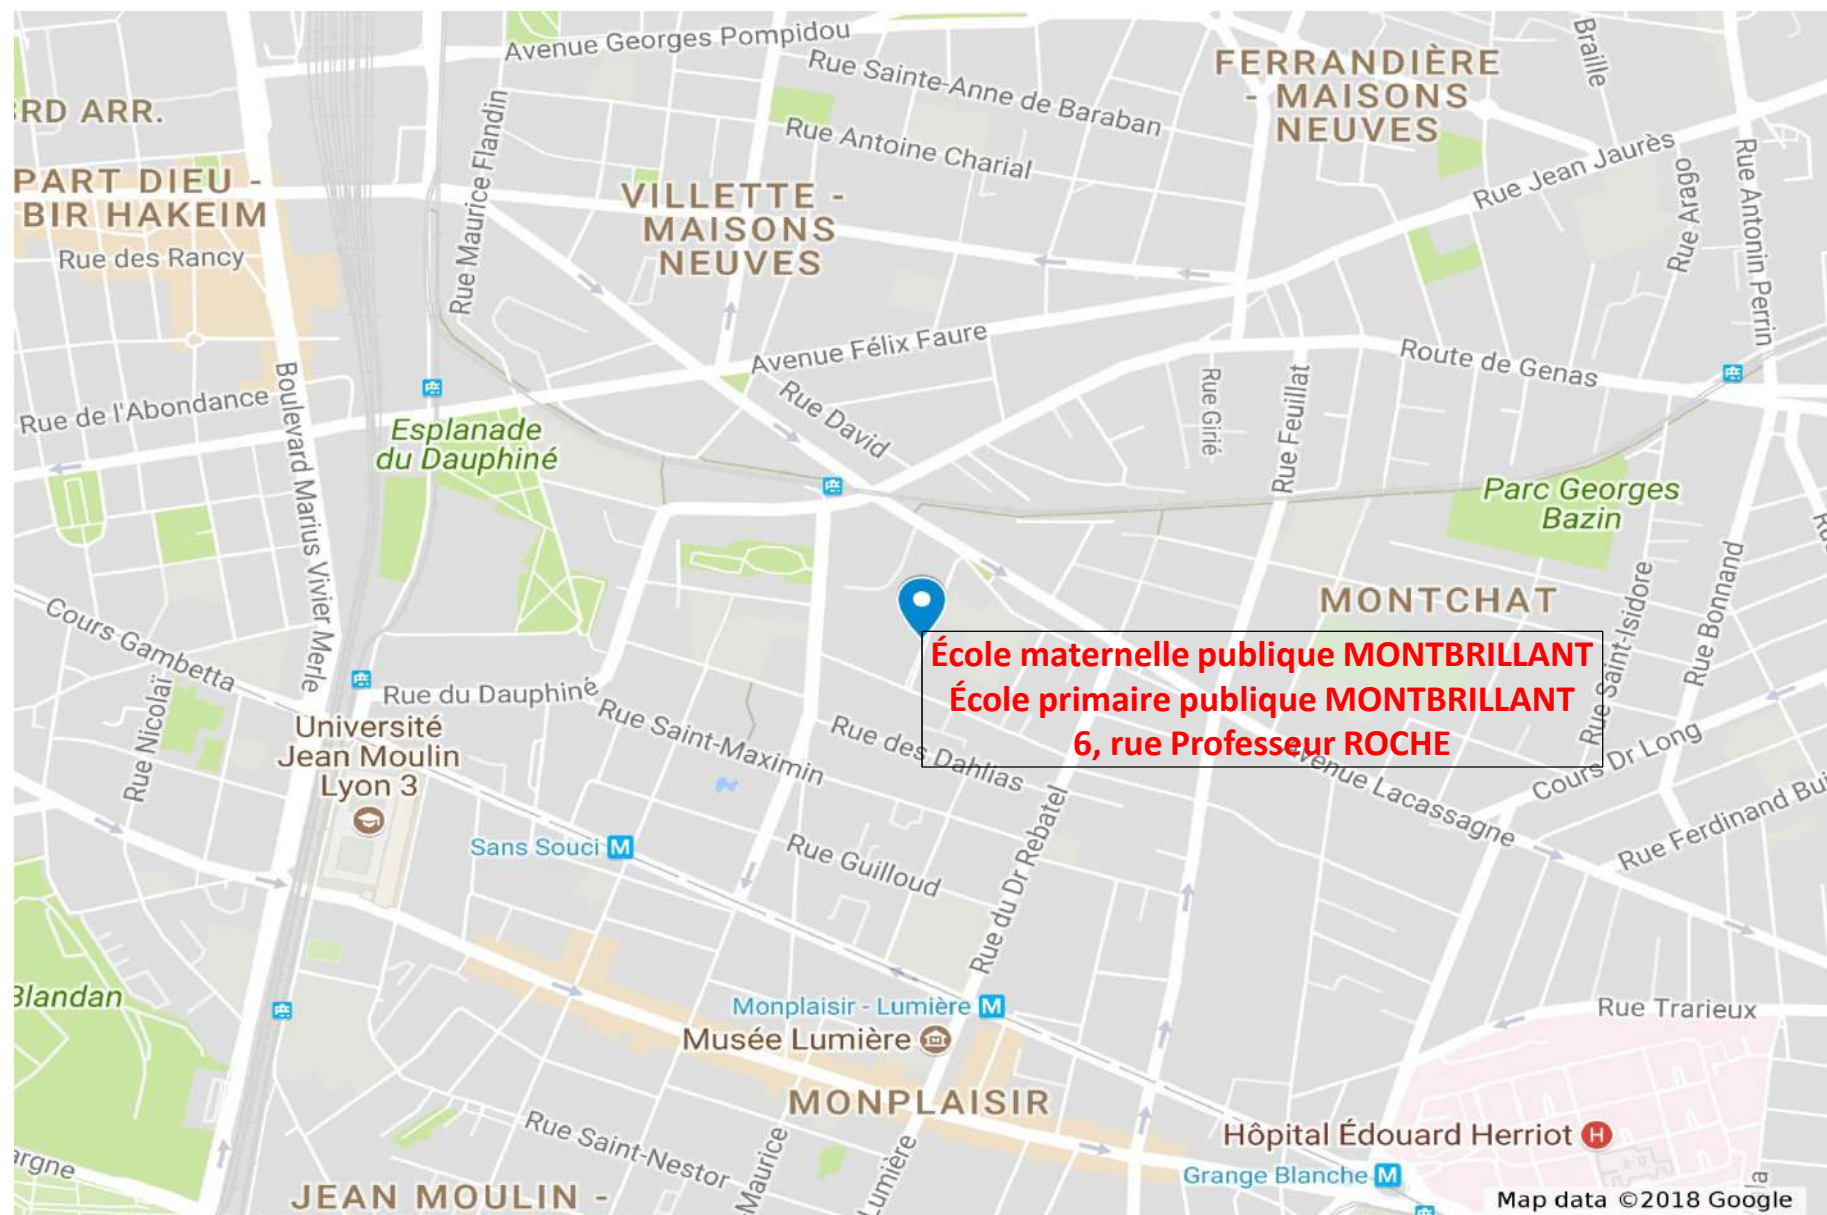 Avenue Georges Pompidou
Rue Sainte-Anne de Baraban
FERRANDIÈRE
- MAISONS
NEUVES
Braille
RD ARR.
Rue Maurice Flandin
Rue Antoine Charial
Rue Jean Jaurès
Rue Arago
Rue Antonin Perrin
PART DIEU -
BIR HAKEIM
Rue des Rancy
VILLETTE -
MAISONS
NEUVES
Avenue Félix Faure
Route de Genas
Rue Girié
Rue Feuillat
Rue de l'Abondance
Boulevard Marius Vivier Merle
Esplanade
du Dauphiné
Rue David
Parc Georges
Bazin
MONTCHAT
Rue Saint-Isidore
Rue Bonnand
Cours Gambetta
École maternelle publique MONTBRILLANT
École primaire publique MONTBRILLANT
6, rue Professeur ROCHE
Rue Nicolaï
Rue du Dauphiné
Rue Saint-Maximin
Rue des Dahlias
Université
Jean Moulin
Lyon 3
Avenue Lacassagne
Cours Dr Long
Rue Ferdinand Bui
Sans Souci M
Rue Guilloud
Rue du Dr Rebatel
Blandan
Monplaisir - Lumière M
Musée Lumière
Rue Trarieux
MONPLAISIR
Rue Saint-Nestor
Maurice
Lumière
Hôpital Édouard Herriot H
Grange Blanche M
argne
JEAN MOULIN -
la
Map data ©2018 Google